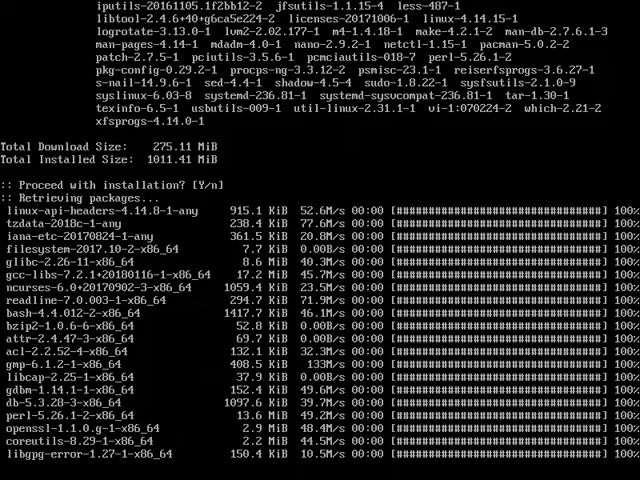 iputils-20161105.1f2bb12-2  jfsutils-1.1.15-4  less-487-1
libtool-2.4.6+40+g6ca5e224-2  licenses-20171006-1  linux-4.14.15-1
logrotate-3.13.0-1  lvm2-2.02.177-1  m4-1.4.18-1  make-4.2.1-2  man-db-2.7.6.1-3
man-pages-4.14-1  mdadm-4.0-1  nano-2.9.2-1  netctl-1.15-1  pacman-5.0.2-2
patch-2.7.5-1  pciutils-3.5.6-1  pcmciautils-018-7  perl-5.26.1-2
pkg-config-0.29.2-1  procps-ng-3.3.12-2  psmisc-23.1-1  reiserfsprogs-3.6.27-1
s-nail-14.9.6-1  sed-4.4-1  shadow-4.5-4  sudo-1.8.22-1  sysfsutils-2.1.0-9
syslinux-6.03-8  systemd-236.81-1  systemd-sysvcompat-236.81-1  tar-1.30-1
texinfo-6.5-1  usbutils-009-1  util-linux-2.31.1-1  vi-1:070224-2  which-2.21-2
xfsprogs-4.14.0-1
Total Download Size:   275.11 MiB
Total Installed Size:  1011.41 MiB
:: Proceed with installation? [Y/n]
:: Retrieving packages...
linux-api-headers-4.14.8-1-any 915.1 KiB 52.6M/s 00:00 [################################] 100%
tzdata-2018c-1-any 238.4 KiB 77.6M/s 00:00 [################################] 100%
iana-etc-20170824-1-any 361.5 KiB 20.8M/s 00:00 [################################] 100%
filesystem-2017.10-2-x86_64 7.7 KiB 0.00B/s 00:00 [################################] 100%
glibc-2.26-11-x86_64 8.6 MiB 40.3M/s 00:00 [################################] 100%
gcc-libs-7.2.1+20180116-1-x86_64 17.2 MiB 45.7M/s 00:00 [################################] 100%
ncurses-6.0+20170902-3-x86_64 1059.4 KiB 23.5M/s 00:00 [################################] 100%
readline-7.0.003-1-x86_64 294.7 KiB 71.9M/s 00:00 [################################] 100%
bash-4.4.012-2-x86_64 1417.7 KiB 46.1M/s 00:00 [################################] 100%
bzip2-1.0.6-6-x86_64 52.8 KiB 0.00B/s 00:00 [################################] 100%
attr-2.4.47-3-x86_64 69.7 KiB 0.00B/s 00:00 [################################] 100%
acl-2.2.52-4-x86_64 132.1 KiB 32.3M/s 00:00 [################################] 100%
gmp-6.1.2-1-x86_64 408.5 KiB 133M/s 00:00 [################################] 100%
libcap-2.25-1-x86_64 37.9 KiB 0.00B/s 00:00 [################################] 100%
gdbm-1.14.1-1-x86_64 152.4 KiB 49.6M/s 00:00 [################################] 100%
db-5.3.28-3-x86_64 1097.6 KiB 39.7M/s 00:00 [################################] 100%
perl-5.26.1-2-x86_64 13.6 MiB 49.2M/s 00:00 [################################] 100%
openssl-1.1.0.g-1-x86_64 2.9 MiB 48.4M/s 00:00 [################################] 100%
coreutils-8.29-1-x86_64 2.2 MiB 44.5M/s 00:00 [################################] 100%
libgpg-error-1.27-1-x86_64 150.4 KiB 10.5M/s 00:00 [################################] 100%